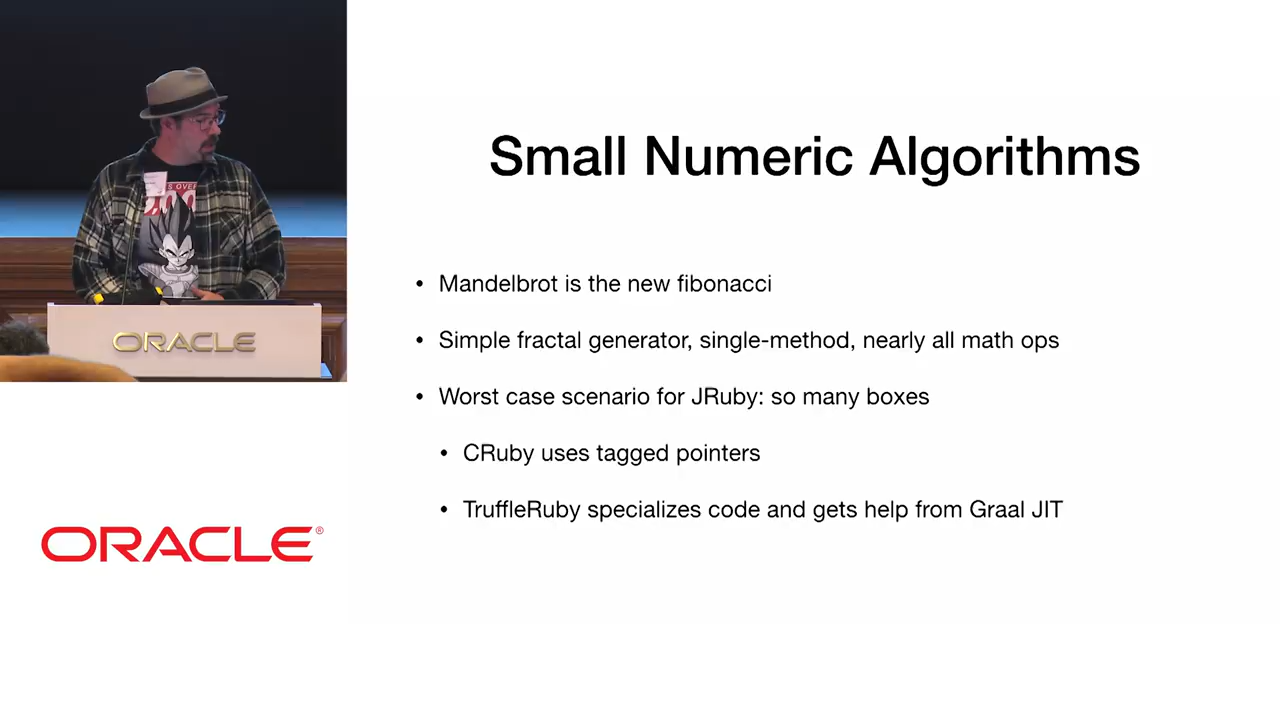 S OVER
ORACLE
ORACLE®
Small Numeric Algorithms
• Mandelbrot is the new fibonacci
• Simple fractal generator, single-method, nearly all math ops
• Worst case scenario for JRuby: so many boxes
• CRuby uses tagged pointers
• TruffleRuby specializes code and gets help from Graal JIT